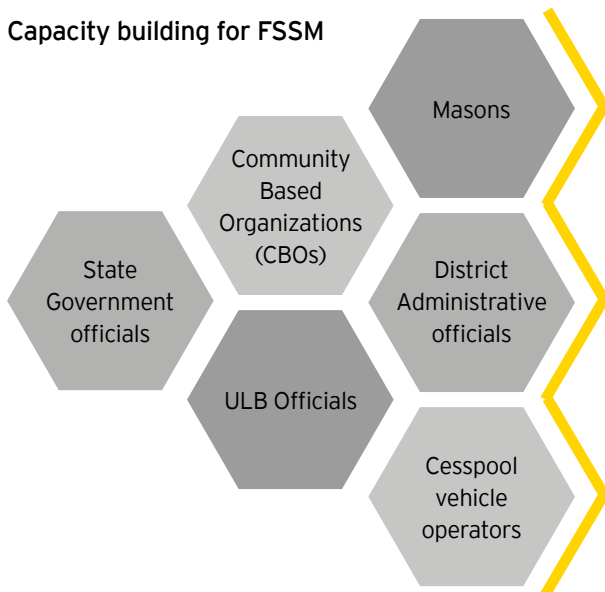 Capacity building for FSSM
Masons
Community
Based
Organizations
(CBOs)
State
Government
officials
District
Administrative
officials
ULB Officials
Cesspool
vehicle
operators